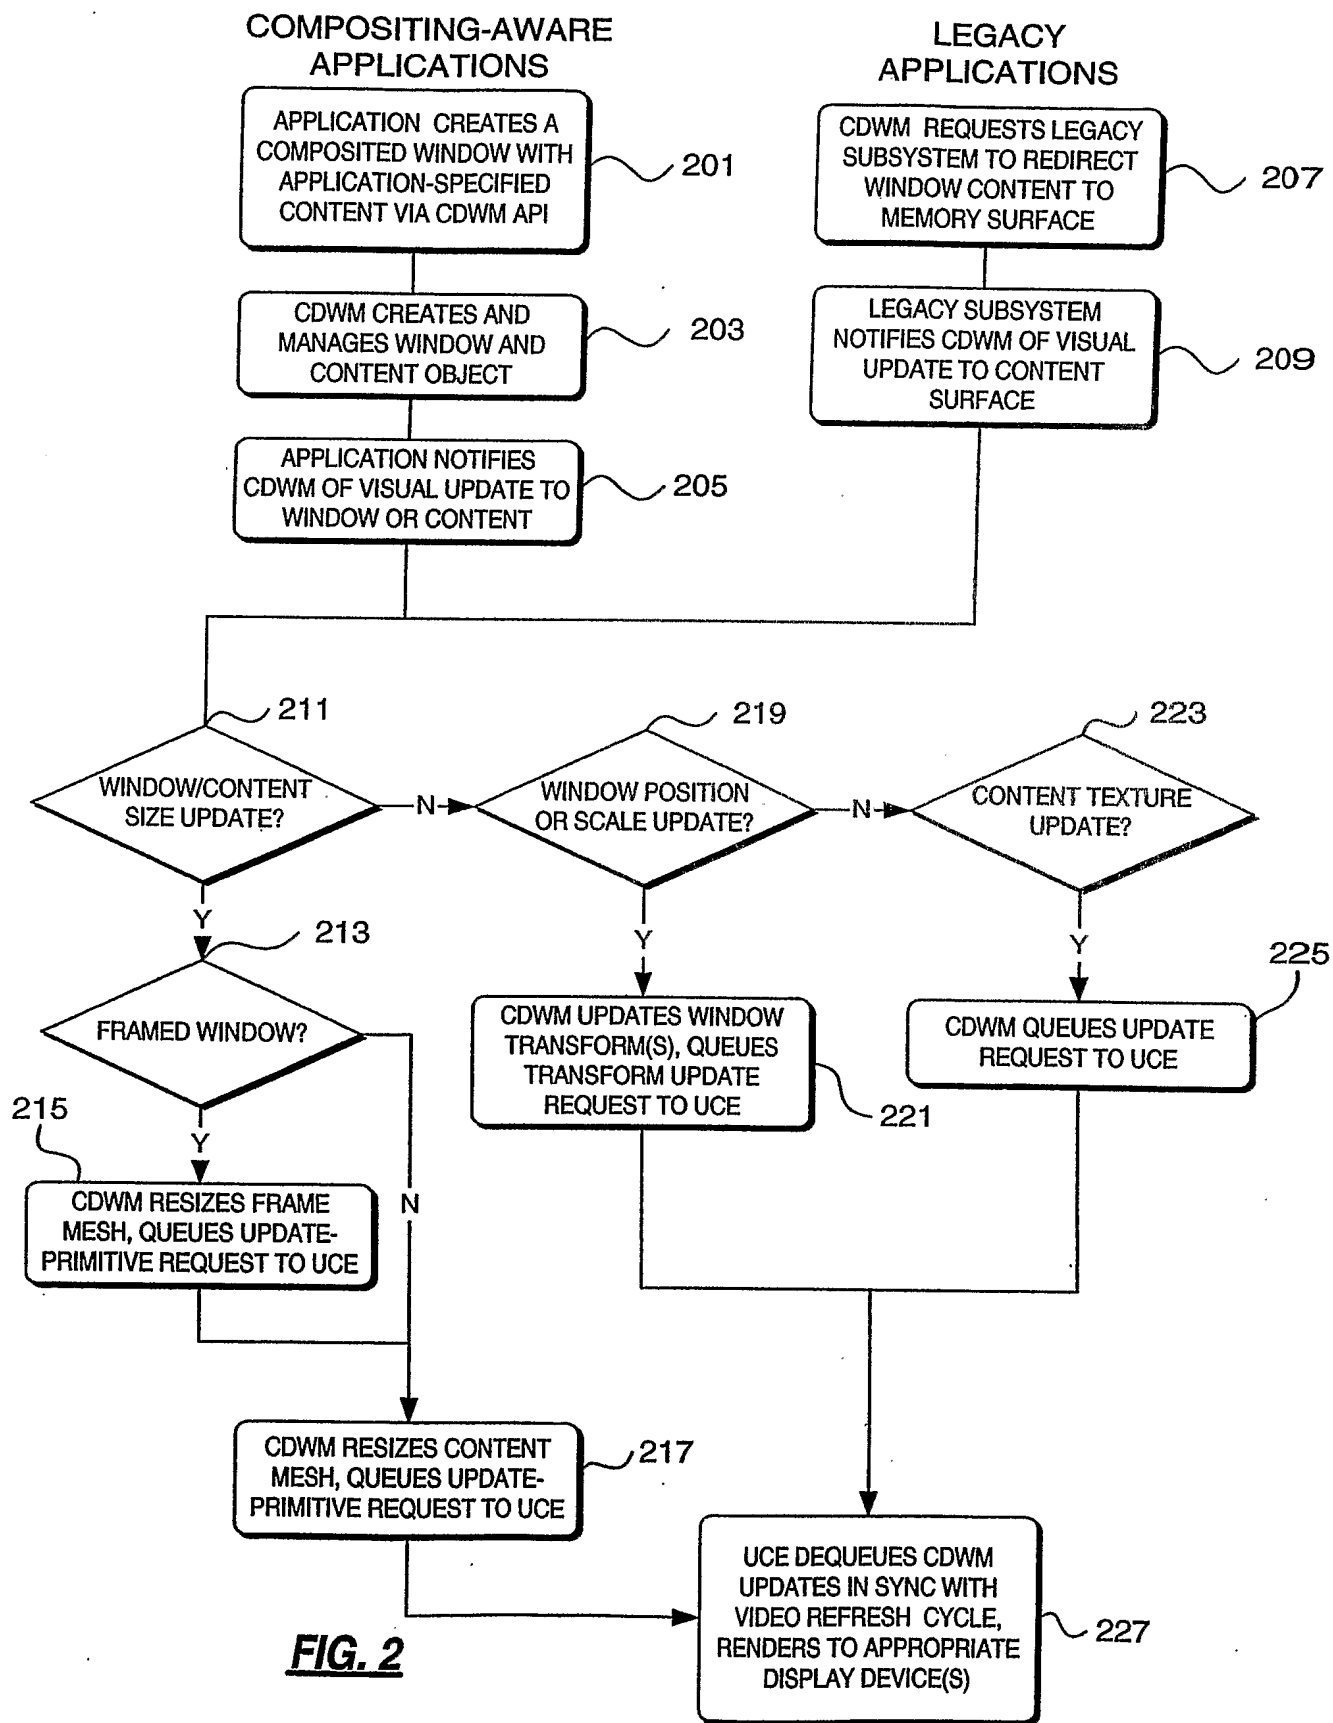 COMPOSITING-AWARE
APPLICATIONS
APPLICATION CREATES A
COMPOSITED WINDOW WITH
APPLICATION-SPECIFIED
CONTENT VIA CDWM API
201
CDWM CREATES AND
MANAGES WINDOW AND
CONTENT OBJECT
203
APPLICATION NOTIFIES
CDWM OF VISUAL UPDATE TO
WINDOW OR CONTENT
205
LEGACY
APPLICATIONS
CDWM REQUESTS LEGACY
SUBSYSTEM TO REDIRECT
WINDOW CONTENT TO
MEMORY SURFACE
207
LEGACY SUBSYSTEM
NOTIFIES CDWM OF VISUAL
UPDATE TO CONTENT
SURFACE
209
211
WINDOW/CONTENT
SIZE UPDATE?
N
219
WINDOW POSITION
OR SCALE UPDATE?
N
223
CONTENT TEXTURE
UPDATE?
Y
213
FRAMED WINDOW?
Y
N
215
CDWM RESIZES FRAME
MESH, QUEUES UPDATE-
PRIMITIVE REQUEST TO UCE
Y
CDWM UPDATES WINDOW
TRANSFORM(S), QUEUES
TRANSFORM UPDATE
REQUEST TO UCE
221
Y
225
CDWM QUEUES UPDATE
REQUEST TO UCE
CDWM RESIZES CONTENT
MESH, QUEUES UPDATE-
PRIMITIVE REQUEST TO UCE
217
UCE DEQUEUES CDWM
UPDATES IN SYNC WITH
VIDEO REFRESH CYCLE,
RENDERS TO APPROPRIATE
DISPLAY DEVICE(S)
227
FIG. 2